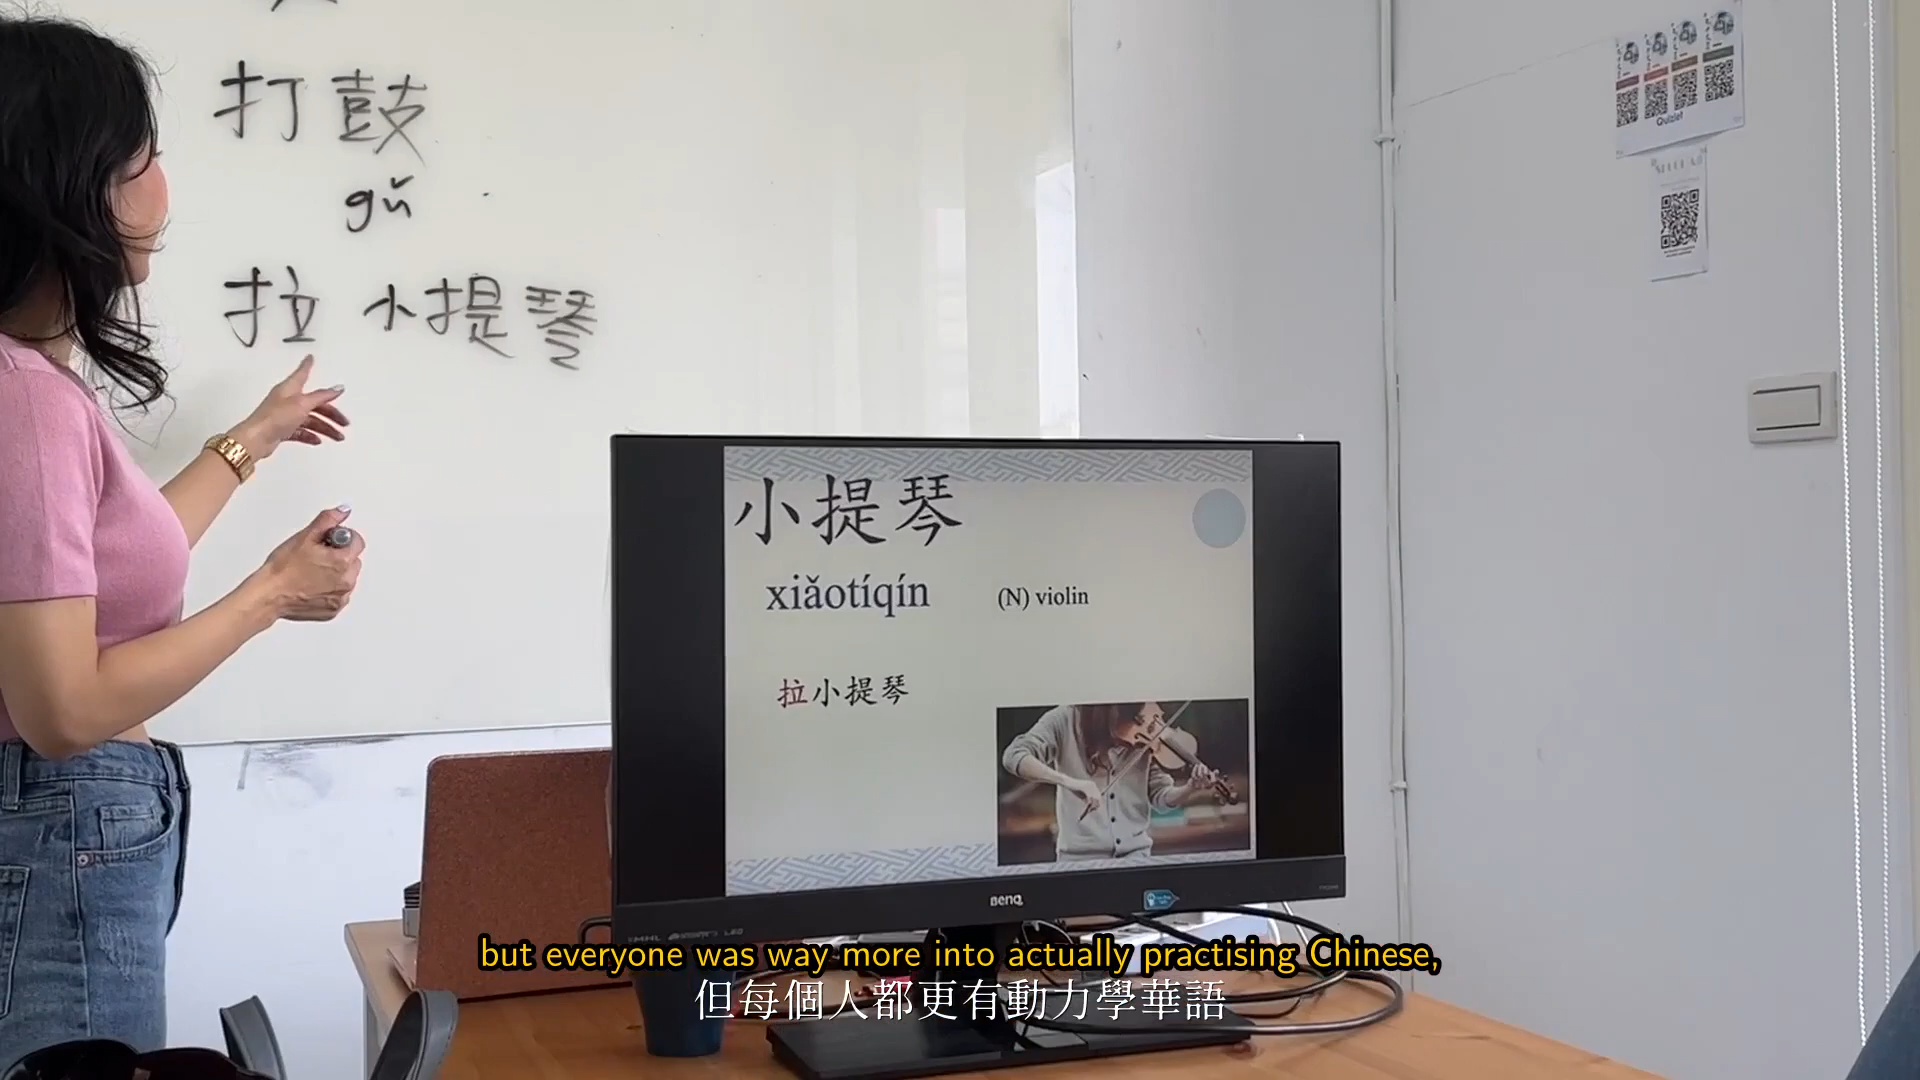 打鼓
gǔ
拉 小提琴
小提琴
xiǎotíqín
(N) violin
拉小提琴
BenQ
Quizlet
but everyone was way more into actually practising Chinese,
但每個人都更有動力學華語